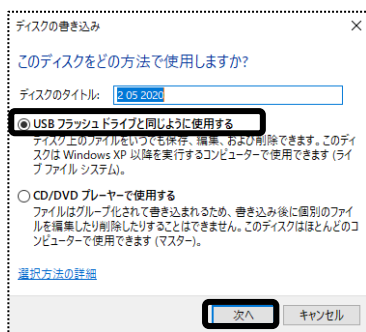 ディスクの書き込み
このディスクをどの方法で使用しますか?
ディスクのタイトル: 2 05 2020
USB フラッシュドライブと同じように使用する
ディスク上のファイルをいつでも保存、編集、および削除できます。このディ
スクは Windows XP 以降を実行するコンピューターで使用できます (ライ
ブ ファイル システム)。
CD/DVD プレーヤーで使用する
ファイルはグループ化されて書き込まれるため、書き込み後に個別のファイ
ルを編集したり削除したりすることはできません。このディスクはほとんどのコ
ンピューターで使用できます (マスター)。
選択方法の詳細
次へ キャンセル